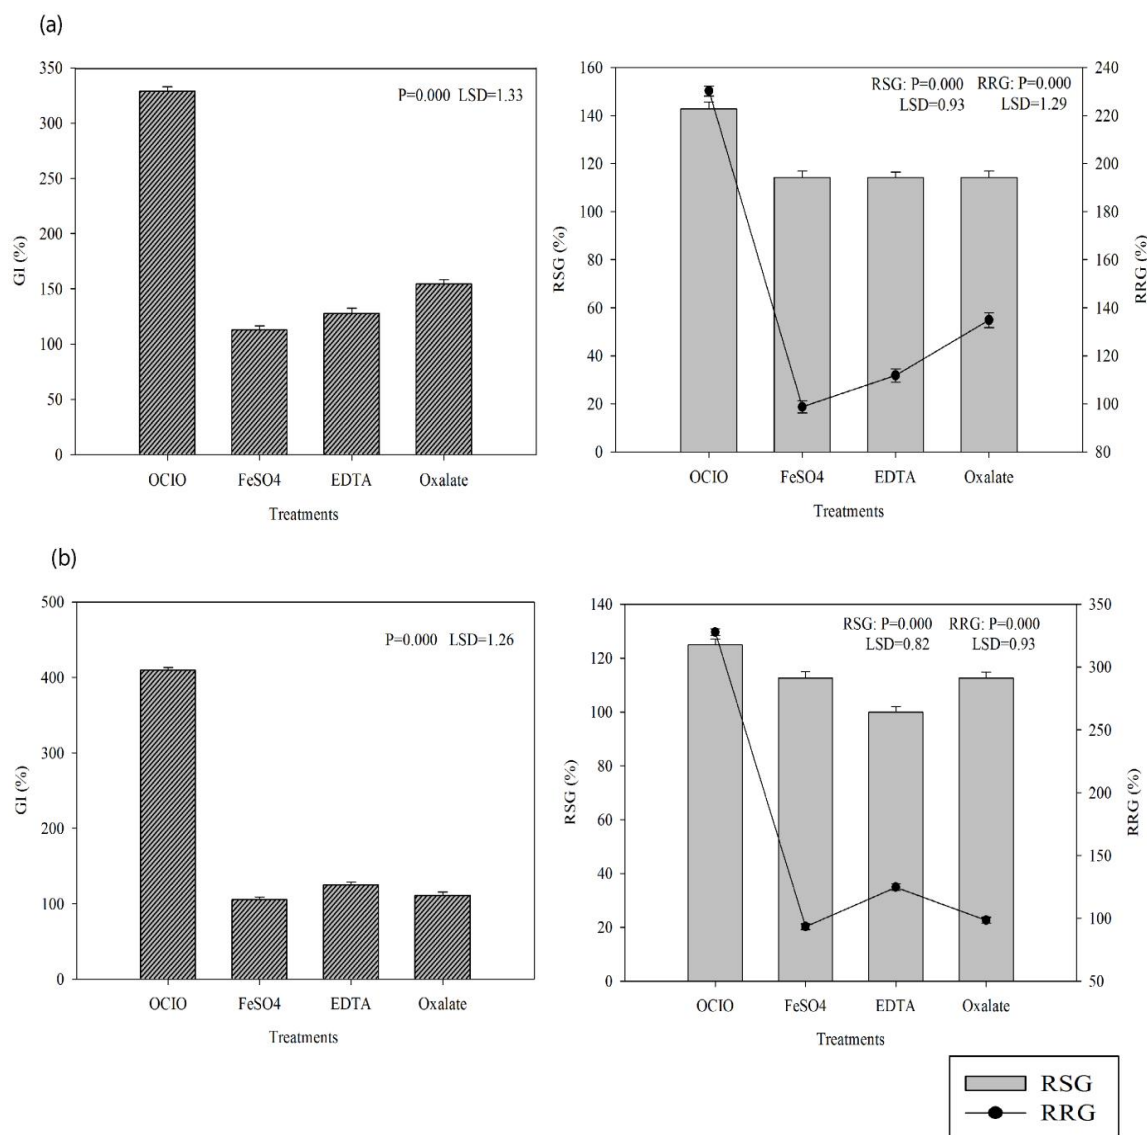 (a)
350
300
250
200
150
100
50
0
GI (%)
P=0.000 LSD=1.33
OCIO FeSO4 EDTA Oxalate
Treatments
160
140
120
100
80
60
40
20
0
RSG (%)
RSG: P=0.000 RRG: P=0.000
LSD=0.93 LSD=1.29
240
220
200
180
160
140
120
100
80
RRG (%)
OCIO FeSO4 EDTA Oxalate
Treatments
(b)
500
400
300
200
100
0
GI (%)
P=0.000 LSD=1.26
OCIO FeSO4 EDTA Oxalate
Treatments
140
120
100
80
60
40
20
0
RSG (%)
RSG: P=0.000 RRG: P=0.000
LSD=0.82 LSD=0.93
350
300
250
200
150
100
50
RRG (%)
OCIO FeSO4 EDTA Oxalate
Treatments
RSG
RRG